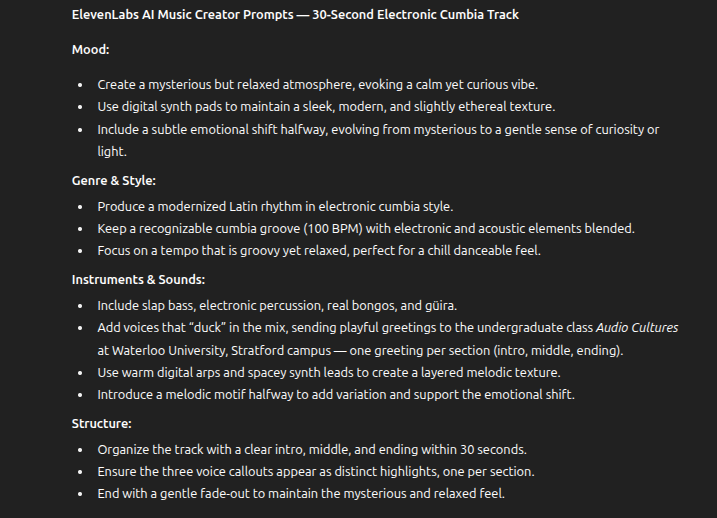 ElevenLabs AI Music Creator Prompts — 30-Second Electronic Cumbia Track
Mood:
• Create a mysterious but relaxed atmosphere, evoking a calm yet curious vibe.
• Use digital synth pads to maintain a sleek, modern, and slightly ethereal texture.
• Include a subtle emotional shift halfway, evolving from mysterious to a gentle sense of curiosity or
light.
Genre & Style:
• Produce a modernized Latin rhythm in electronic cumbia style.
• Keep a recognizable cumbia groove (100 BPM) with electronic and acoustic elements blended.
• Focus on a tempo that is groovy yet relaxed, perfect for a chill danceable feel.
Instruments & Sounds:
• Include slap bass, electronic percussion, real bongos, and güira.
• Add voices that “duck” in the mix, sending playful greetings to the undergraduate class Audio Cultures
at Waterloo University, Stratford campus — one greeting per section (intro, middle, ending).
• Use warm digital arps and spacey synth leads to create a layered melodic texture.
• Introduce a melodic motif halfway to add variation and support the emotional shift.
Structure:
• Organize the track with a clear intro, middle, and ending within 30 seconds.
• Ensure the three voice callouts appear as distinct highlights, one per section.
• End with a gentle fade-out to maintain the mysterious and relaxed feel.